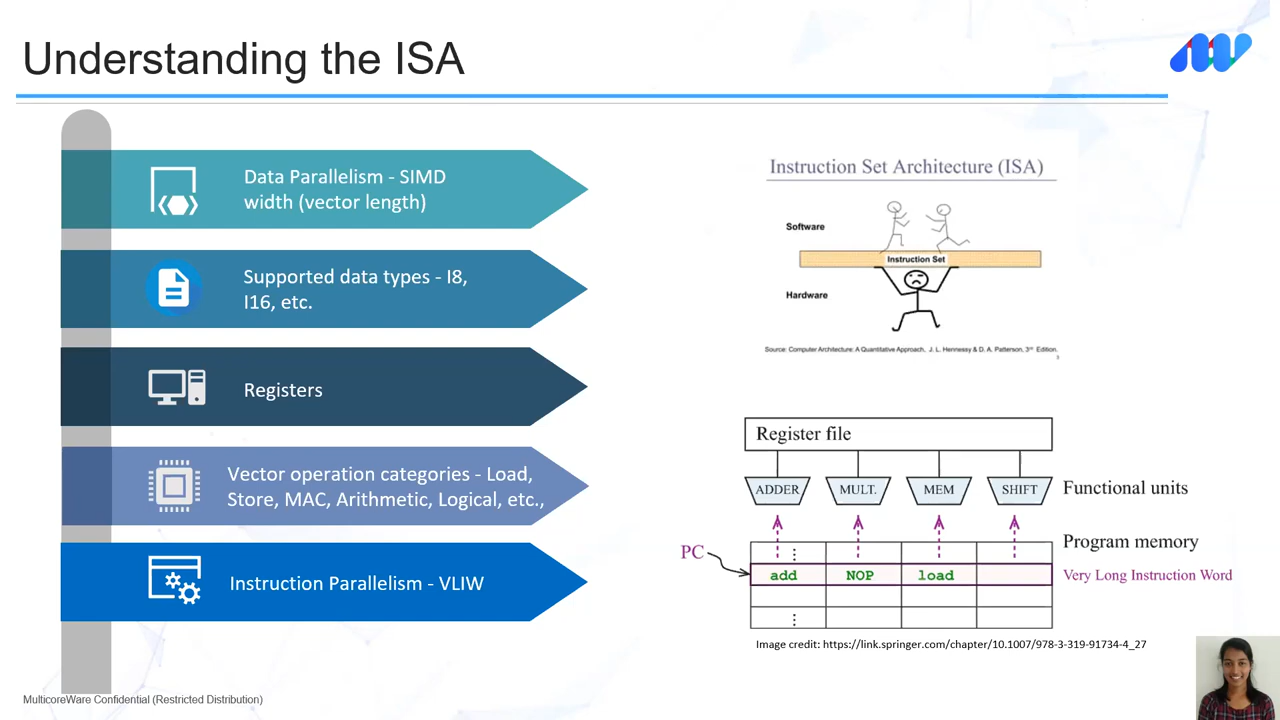 Understanding the ISA
Data Parallelism - SIMD
width (vector length)
Supported data types - I8,
I16, etc.
Registers
Vector operation categories - Load,
Store, MAC, Arithmetic, Logical, etc.,
Instruction Parallelism - VLIW
Instruction Set Architecture (ISA)
Software
Instruction Set
Hardware
Source: Computer Architecture: A Quantitative Approach, J. L. Hennessy & D. A. Patterson, 3rd Edition.
3
Register file
ADDER MULT. MEM SHIFT Functional units
Program memory
PC
add NOP load Very Long Instruction Word
Image credit: https://link.springer.com/chapter/10.1007/978-3-319-91734-4_27
MulticoreWare Confidential (Restricted Distribution)